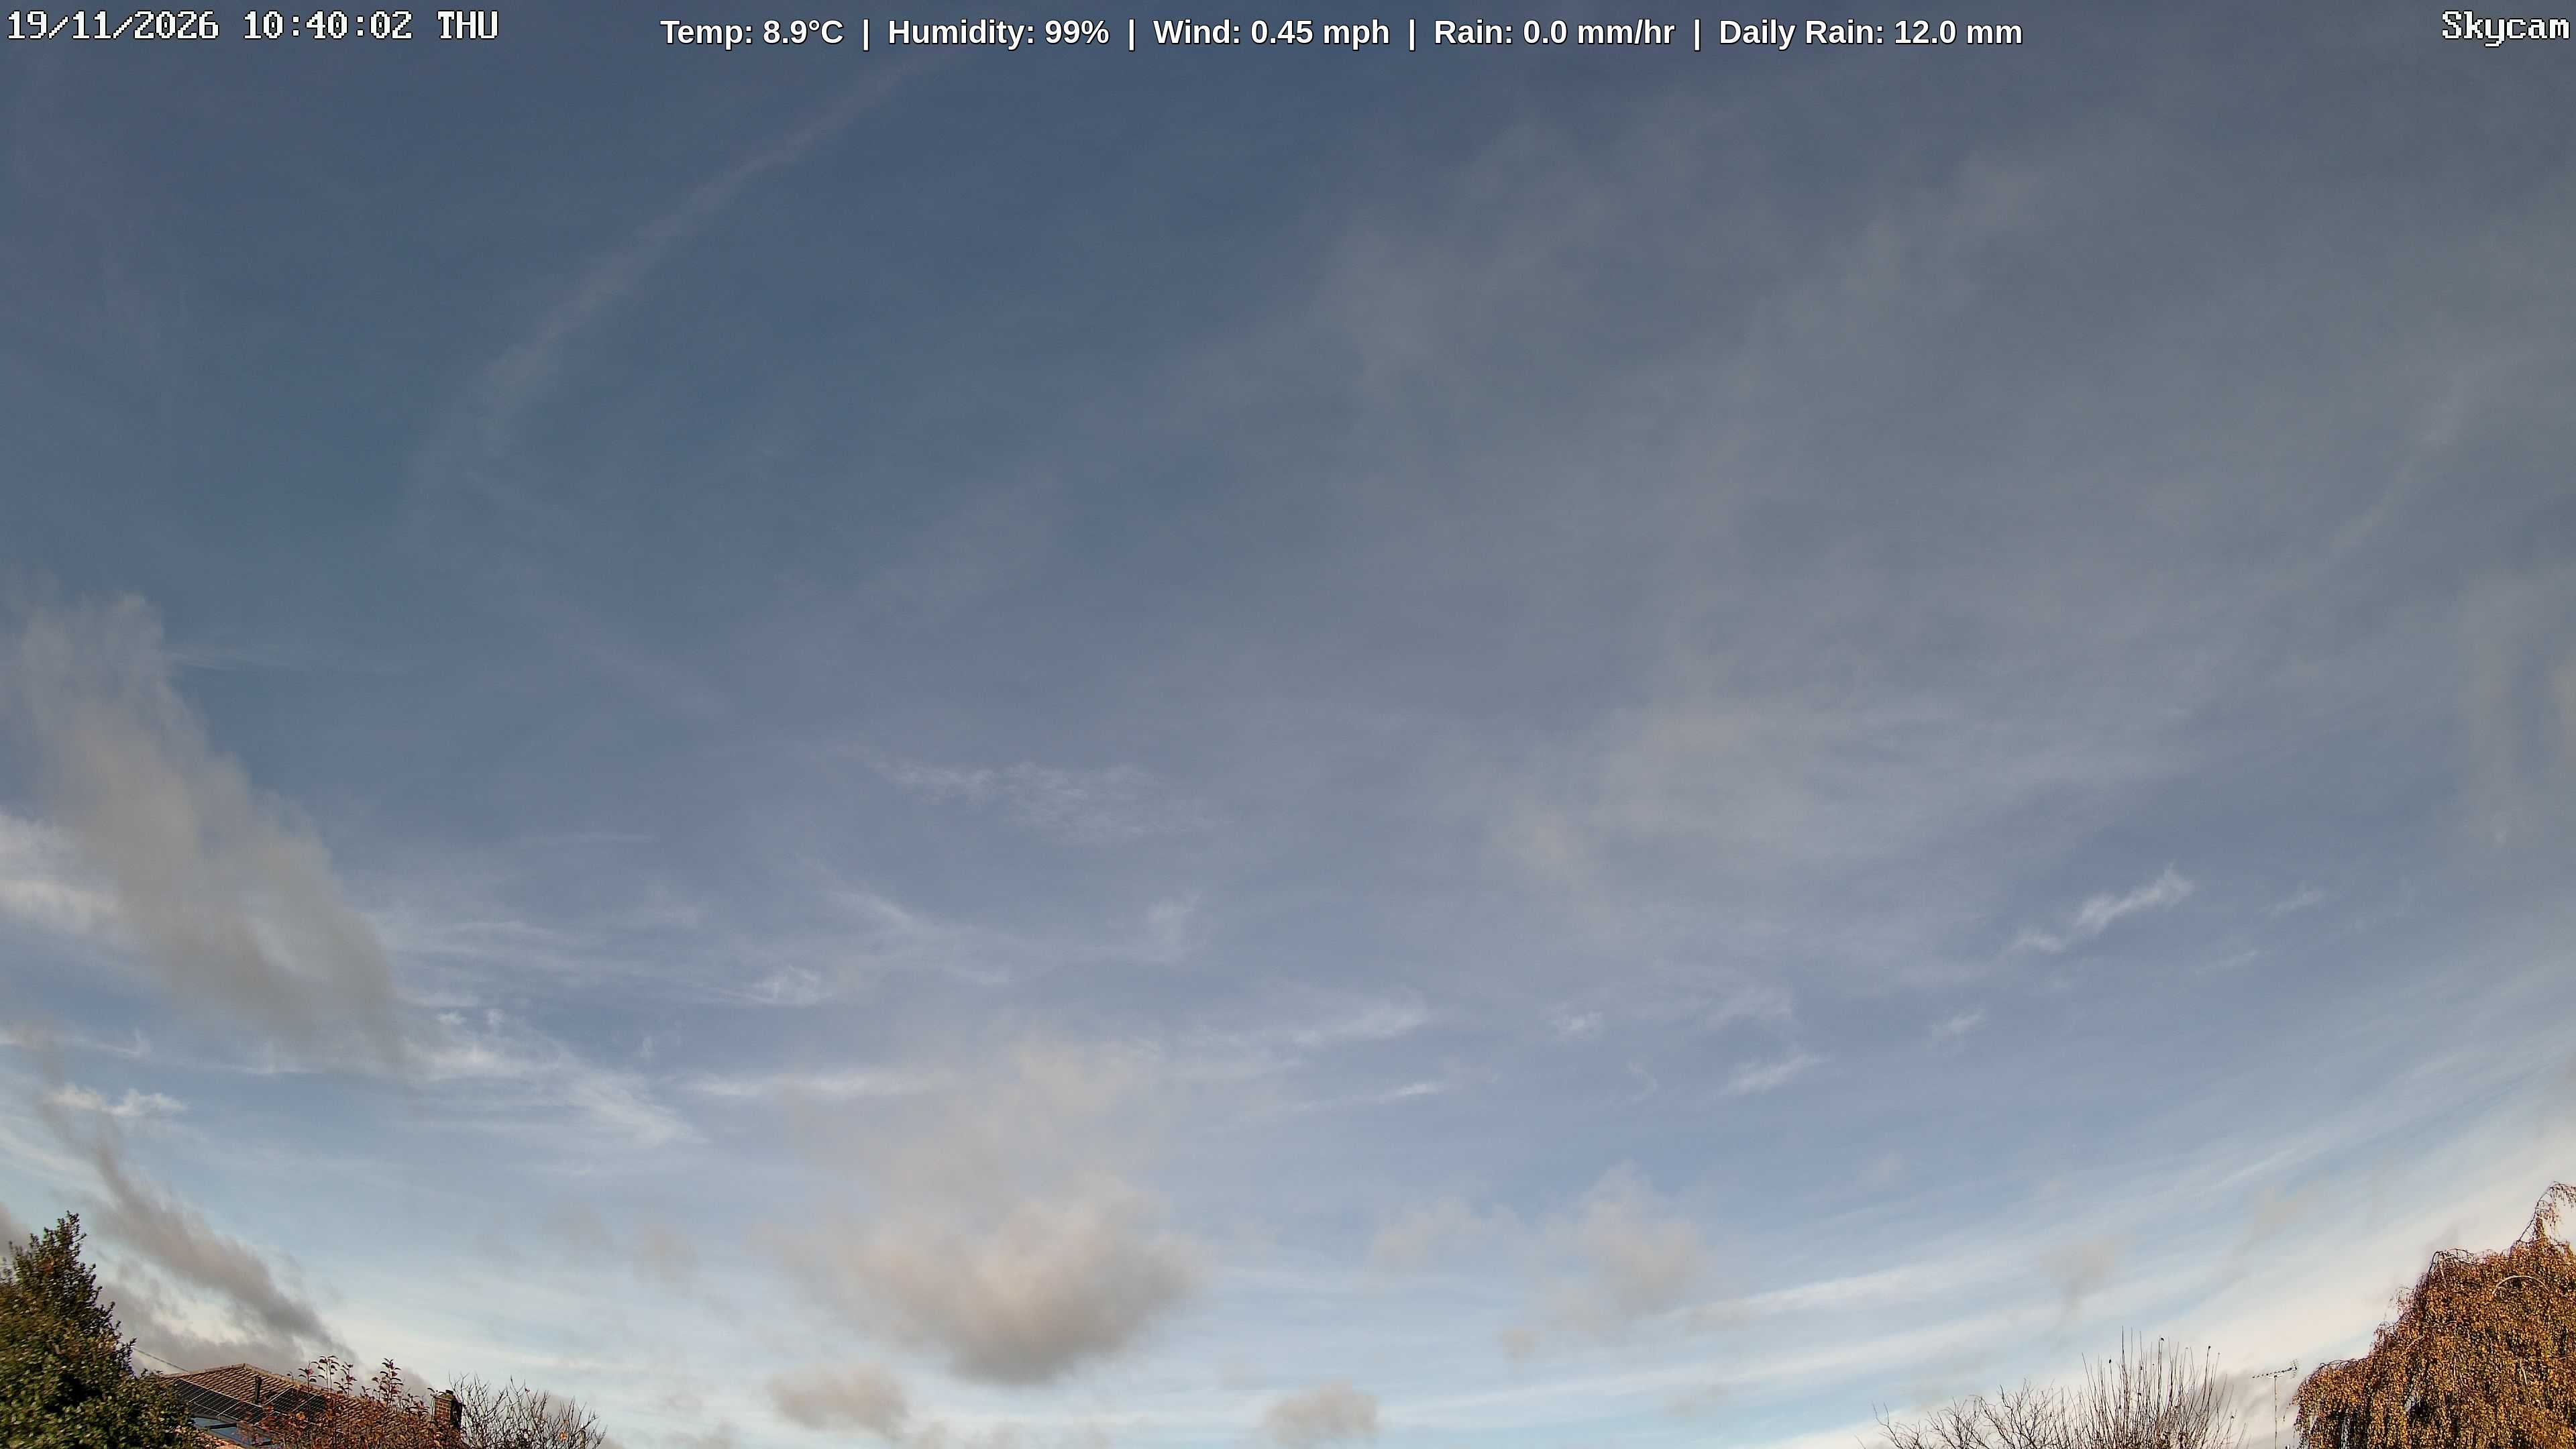 19/11/2026 10:40:02 THU
Temp: 8.9°C | Humidity: 99% | Wind: 0.45 mph | Rain: 0.0 mm/hr | Daily Rain: 12.0 mm
Skycam